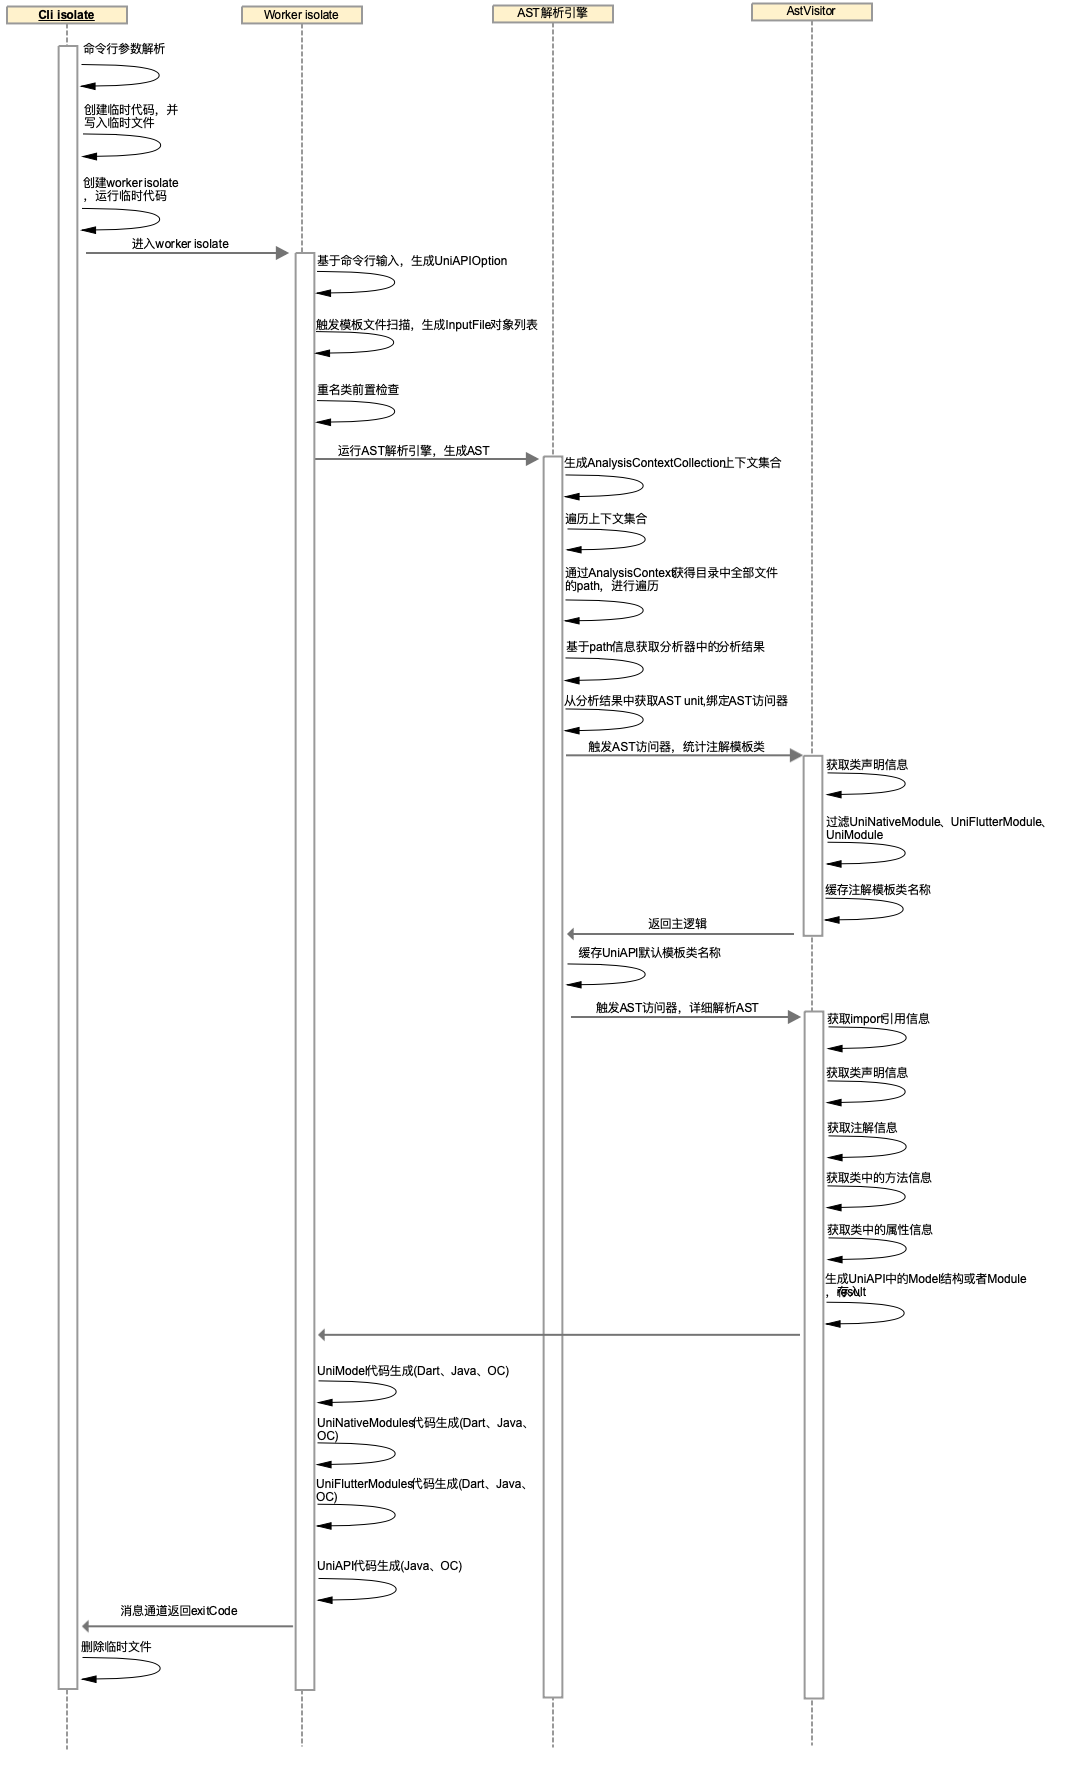 Cli isolate
Worker isolate
AST解析引擎
AstVisitor
命令行参数解析
创建临时代码，并
写入临时文件
创建worker isolate
，运行临时代码
进入worker isolate
基于命令行输入，生成UniAPIOption
触发模板文件扫描，生成InputFile对象列表
重名类前置检查
运行AST解析引擎，生成AST
生成AnalysisContextCollection上下文集合
遍历上下文集合
通过AnalysisContext获得目录中全部文件
的path，进行遍历
基于path信息获取分析器中的分析结果
从分析结果中获取AST unit,绑定AST访问器
触发AST访问器，统计注解模板类
获取类声明信息
过滤UniNativeModule、UniFlutterModule、
UniModule
缓存注解模板类名称
返回主逻辑
缓存UniAPI默认模板类名称
触发AST访问器，详细解析AST
获取import引用信息
获取类声明信息
获取注解信息
获取类中的方法信息
获取类中的属性信息
生成UniAPI中的Model结构或者Module
，存入result
UniModel代码生成(Dart、Java、OC)
UniNativeModules代码生成(Dart、Java、
OC)
UniFlutterModules代码生成(Dart、Java、
OC)
UniAPI代码生成(Java、OC)
消息通道返回exitCode
删除临时文件